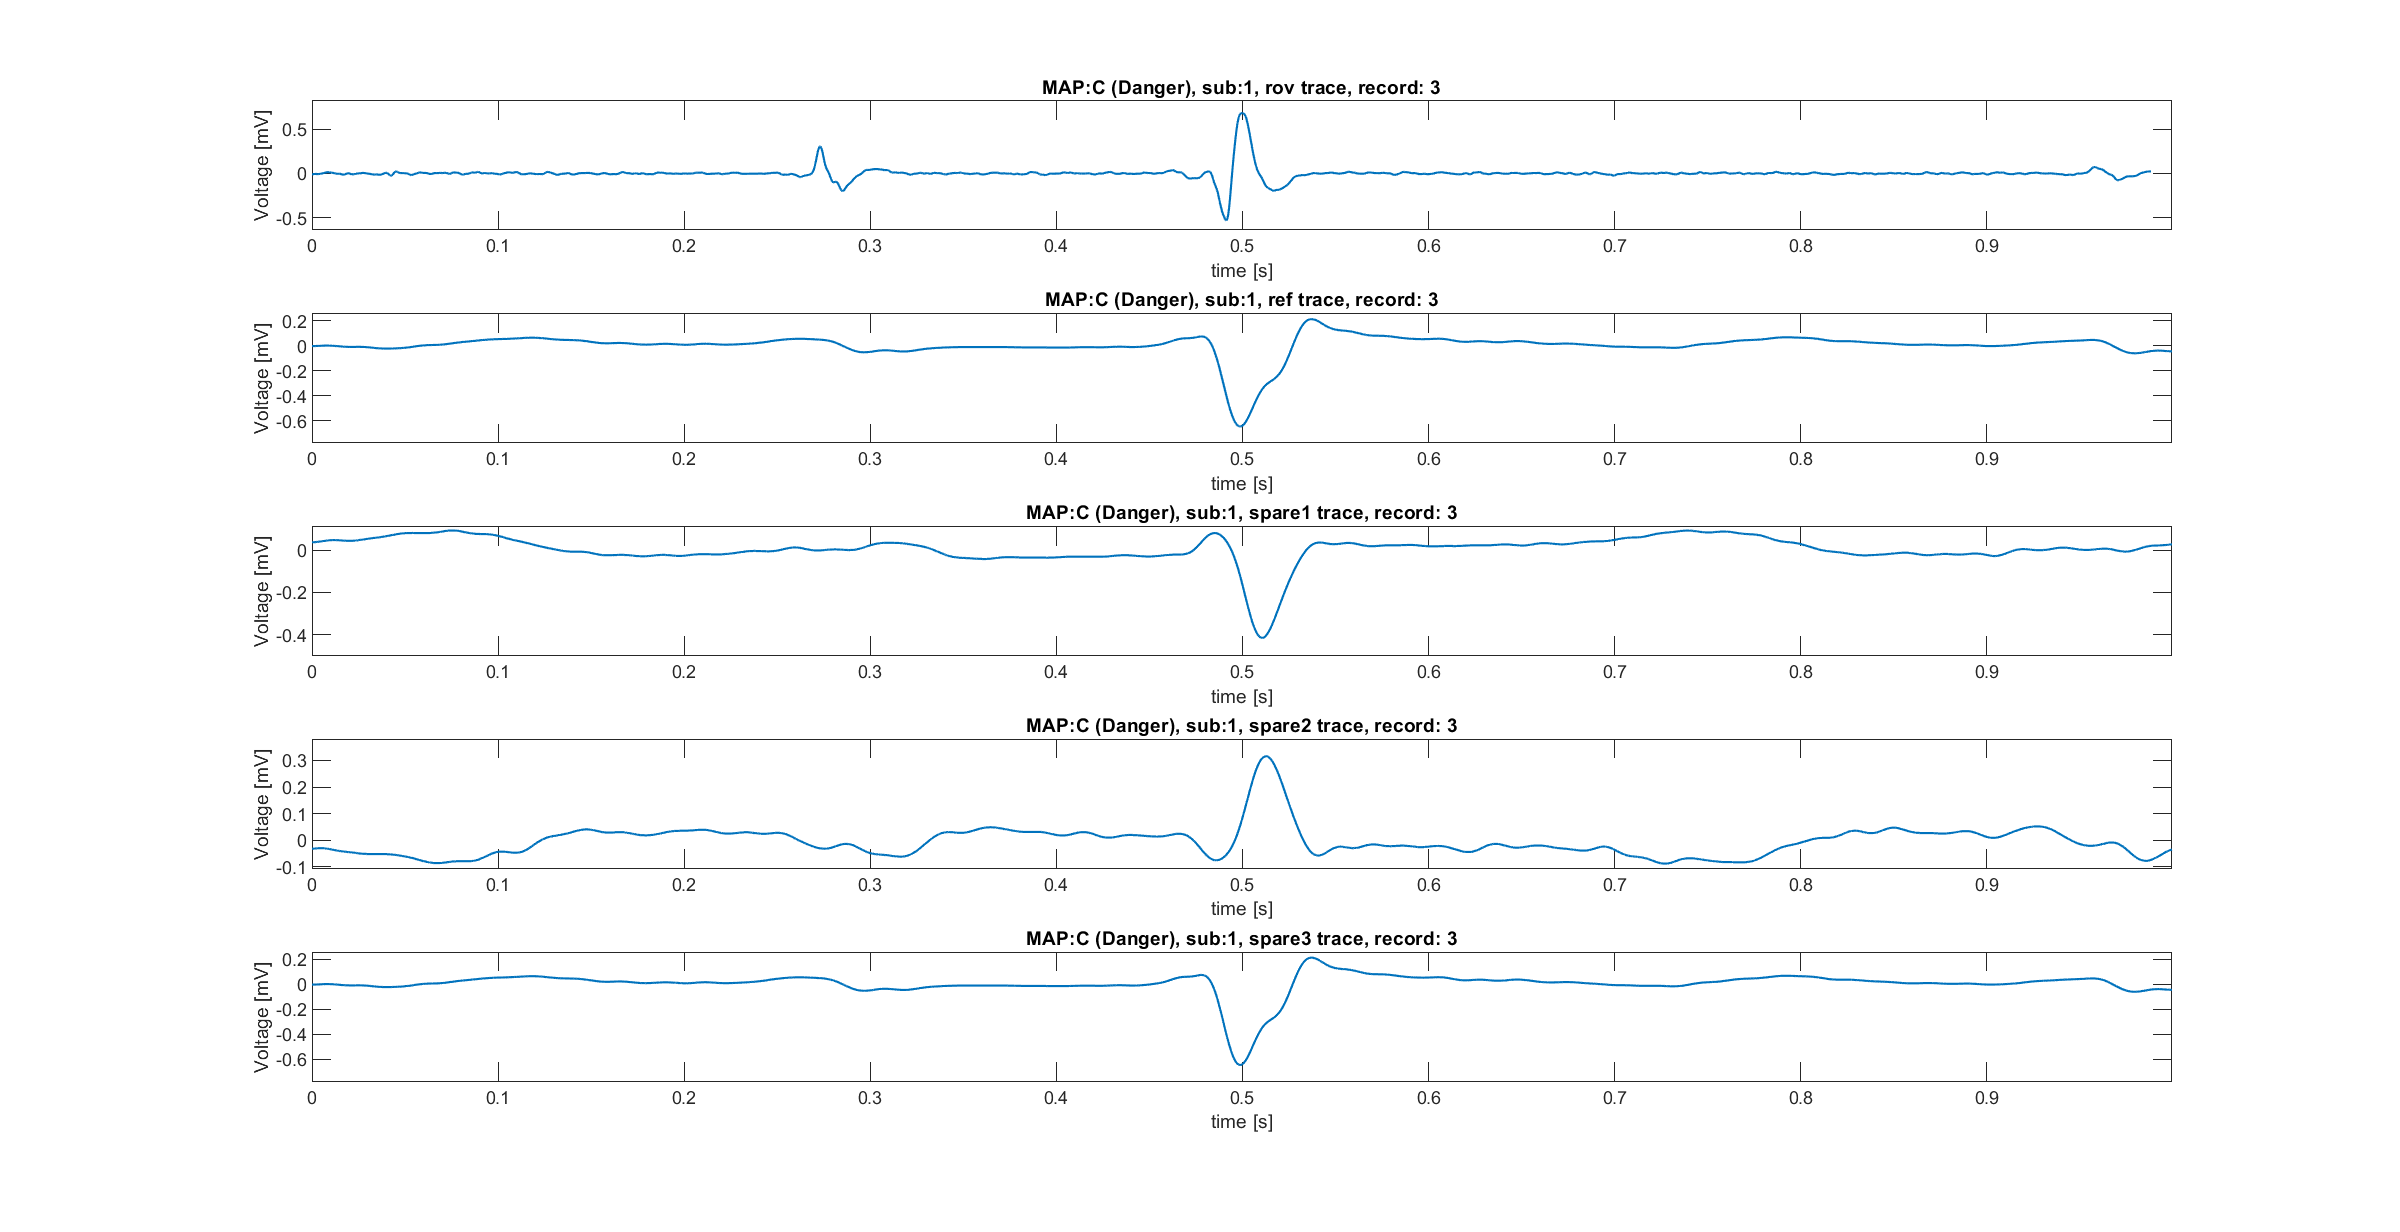 MAP:C (Danger), sub:1, rov trace, record: 3
Voltage [mV]
0.5
0
-0.5
0 0.1 0.2 0.3 0.4 0.5 0.6 0.7 0.8 0.9
time [s]
MAP:C (Danger), sub:1, ref trace, record: 3
Voltage [mV]
0.2
0
-0.2
-0.4
-0.6
0 0.1 0.2 0.3 0.4 0.5 0.6 0.7 0.8 0.9
time [s]
MAP:C (Danger), sub:1, spare1 trace, record: 3
Voltage [mV]
0
-0.2
-0.4
0 0.1 0.2 0.3 0.4 0.5 0.6 0.7 0.8 0.9
time [s]
MAP:C (Danger), sub:1, spare2 trace, record: 3
Voltage [mV]
0.3
0.2
0.1
0
-0.1
0 0.1 0.2 0.3 0.4 0.5 0.6 0.7 0.8 0.9
time [s]
MAP:C (Danger), sub:1, spare3 trace, record: 3
Voltage [mV]
0.2
0
-0.2
-0.4
-0.6
0 0.1 0.2 0.3 0.4 0.5 0.6 0.7 0.8 0.9
time [s]